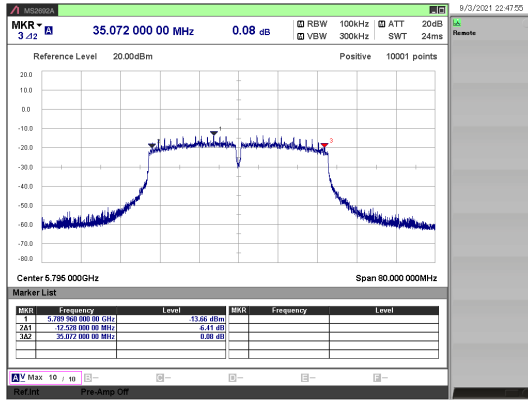 MS2692A
9/3/2021 22:47:55
MKR
3 ⊿12
A
35.072 000 00 MHz
0.08 dB
M RBW 100kHz M ATT 20dB
M VBW 300kHz SWT 24ms
Remote
Reference Level 20.00dBm
Positive 10001 points
20.0
10.0
0.0
-10.0
1
3
-20.0
-30.0
-40.0
-50.0
-60.0
-70.0
-80.0
Center 5.795 000GHz
Span 80.000 000MHz
Marker List
MKR Frequency Level MKR Frequency Level
1 5.789 960 000 00 GHz -13.66 dBm
2Δ1 -12.528 000 00 MHz -6.41 dB
3Δ2 35.072 000 00 MHz 0.08 dB
A V Max 10 / 10 B -- C -- D -- E -- F --
Ref.Int Pre-Amp Off